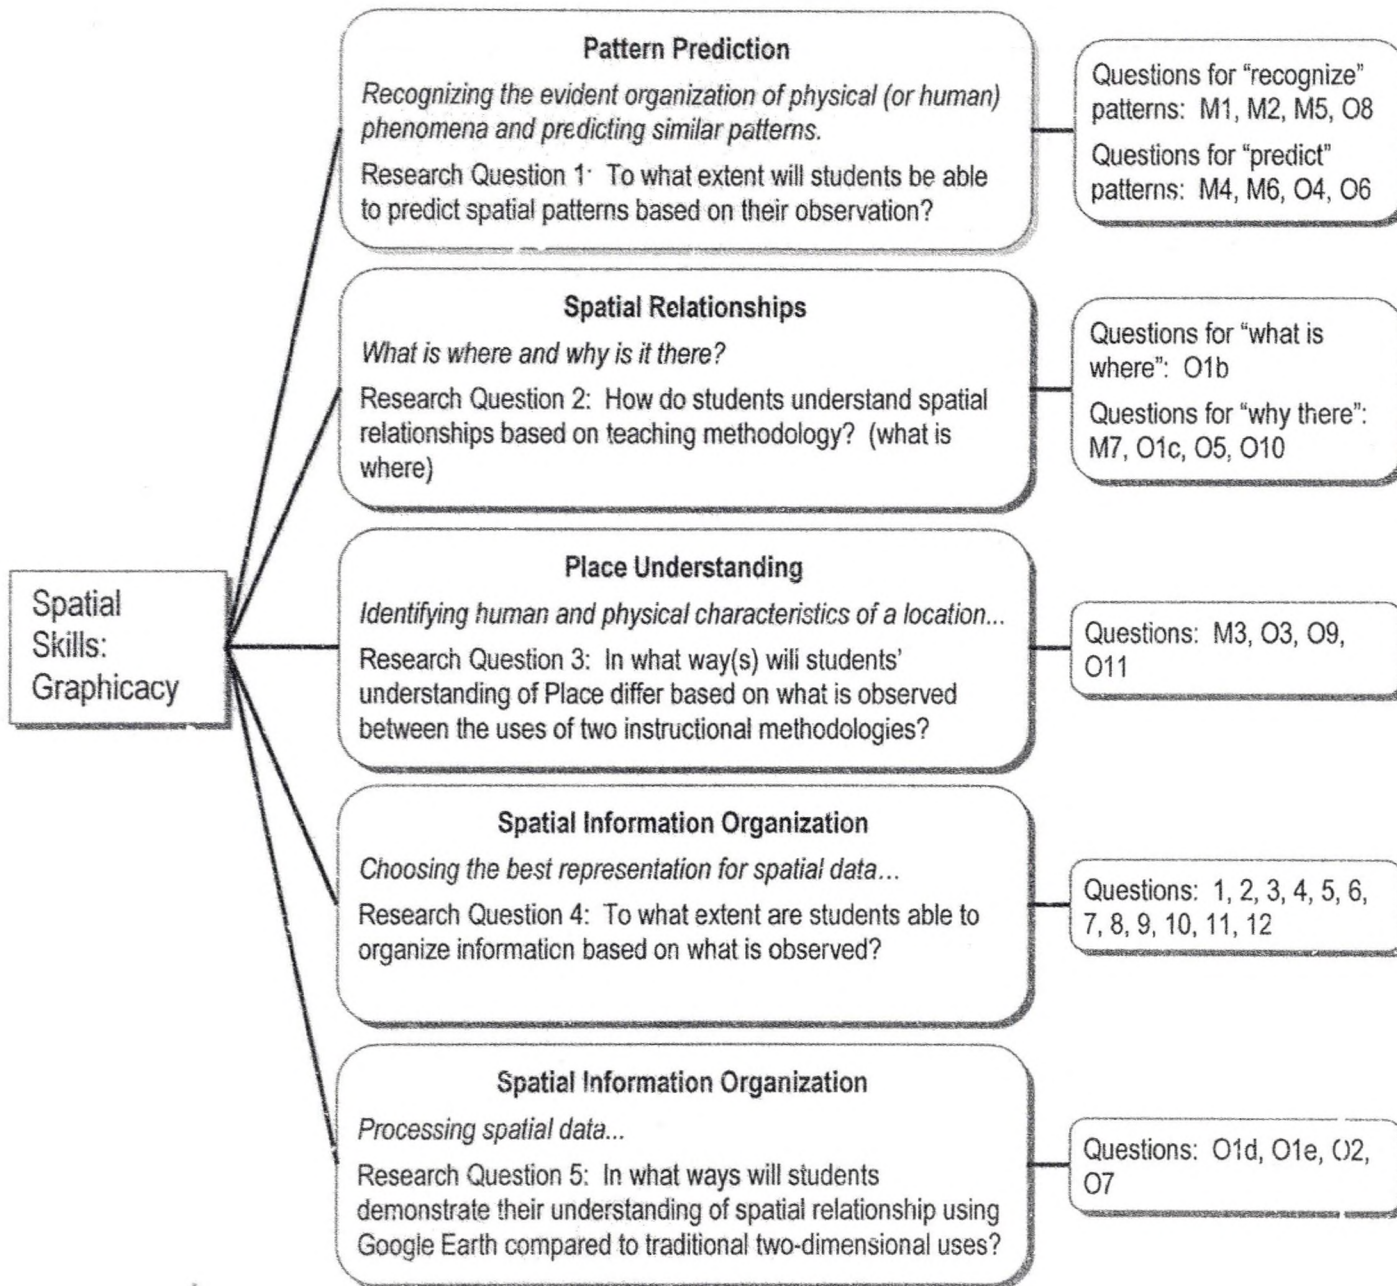 Pattern Prediction
Recognizing the evident organization of physical (or human)
phenomena and predicting similar patterns.
Research Question 1: To what extent will students be able
to predict spatial patterns based on their observation?
Questions for "recognize"
patterns: M1, M2, M5, O8
Questions for "predict"
patterns: M4, M6, O4, O6
Spatial Relationships
What is where and why is it there?
Research Question 2: How do students understand spatial
relationships based on teaching methodology? (what is
where)
Questions for "what is
where": O1b
Questions for "why there":
M7, O1c, O5, O10
Spatial
Skills:
Graphicacy
Place Understanding
Identifying human and physical characteristics of a location...
Research Question 3: In what way(s) will students'
understanding of Place differ based on what is observed
between the uses of two instructional methodologies?
Questions: M3, O3, O9,
O11
Spatial Information Organization
Choosing the best representation for spatial data...
Research Question 4: To what extent are students able to
organize information based on what is observed?
Questions: 1, 2, 3, 4, 5, 6,
7, 8, 9, 10, 11, 12
Spatial Information Organization
Processing spatial data...
Research Question 5: In what ways will students
demonstrate their understanding of spatial relationship using
Google Earth compared to traditional two-dimensional uses?
Questions: O1d, O1e, O2,
O7